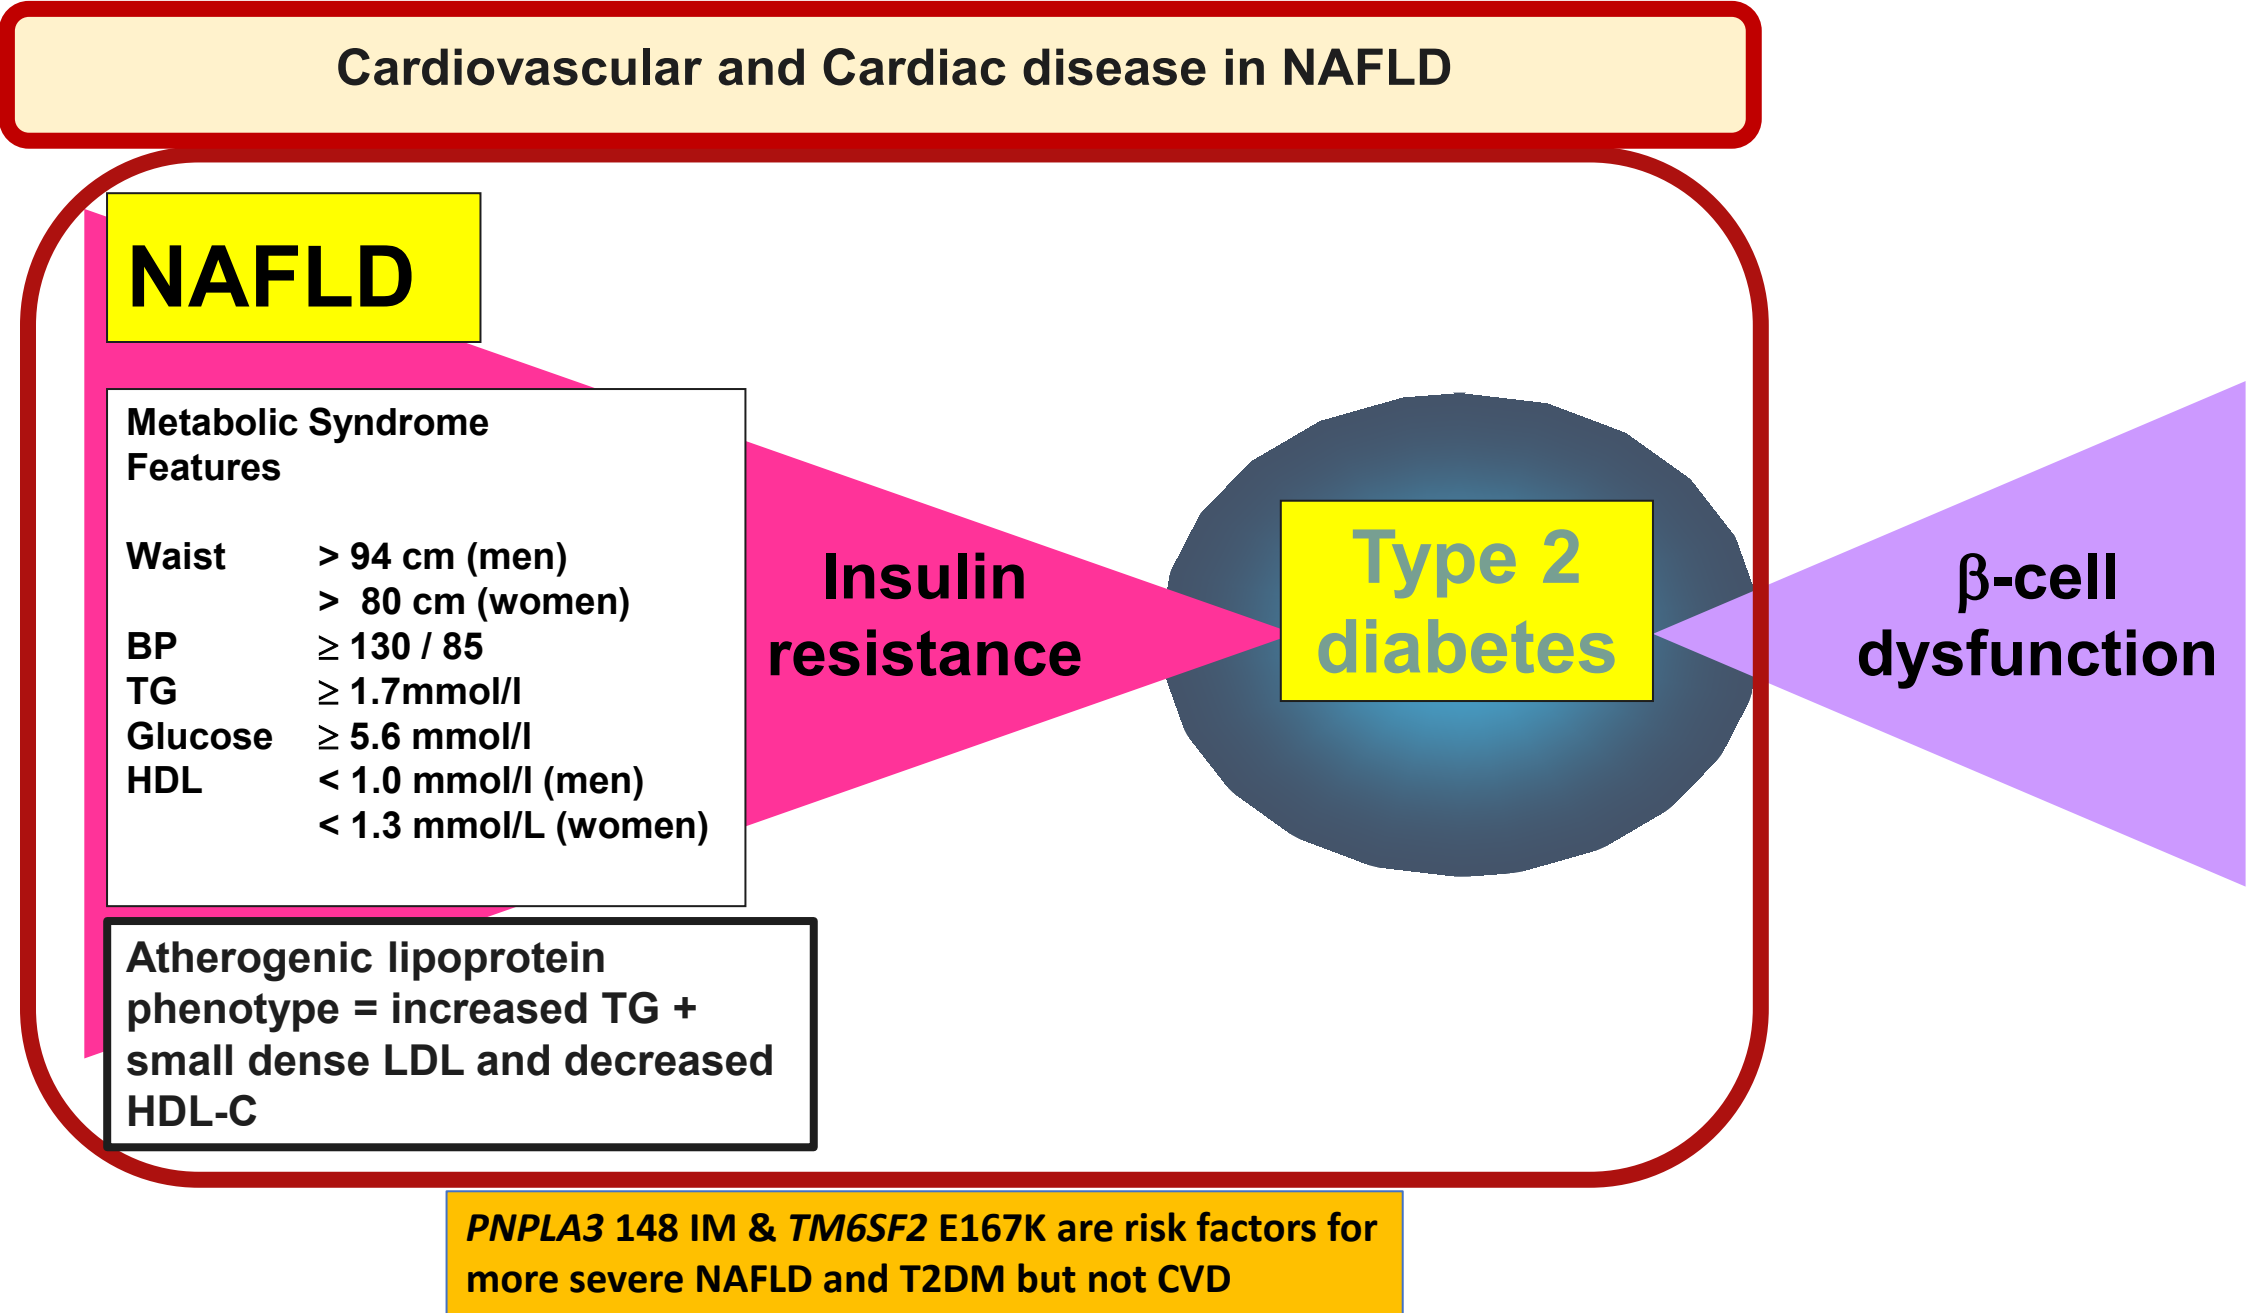 Cardiovascular and Cardiac disease in NAFLD
NAFLD
Metabolic Syndrome
Features
Waist > 94 cm (men)
> 80 cm (women)
BP ≥ 130 / 85
TG ≥ 1.7mmol/l
Glucose ≥ 5.6 mmol/l
HDL < 1.0 mmol/l (men)
< 1.3 mmol/L (women)
Atherogenic lipoprotein
phenotype = increased TG +
small dense LDL and decreased
HDL-C
Insulin
resistance
Type 2
diabetes
β-cell
dysfunction
PNPLA3 148 IM & TM6SF2 E167K are risk factors for
more severe NAFLD and T2DM but not CVD